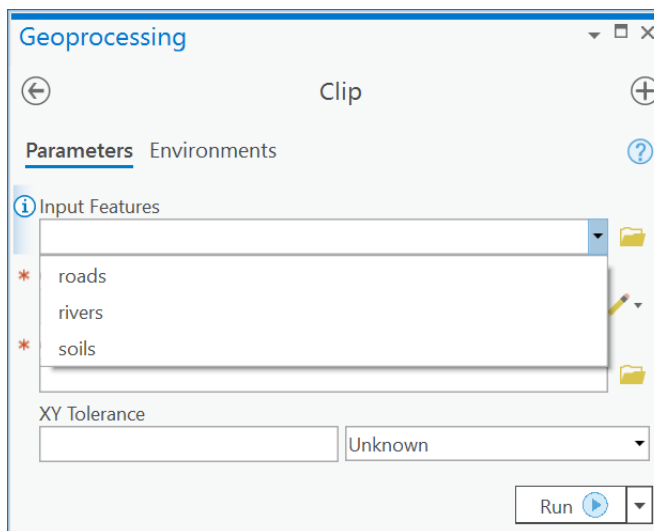 Geoprocessing
Clip
Parameters Environments
Input Features
roads
rivers
soils
XY Tolerance
Unknown
Run